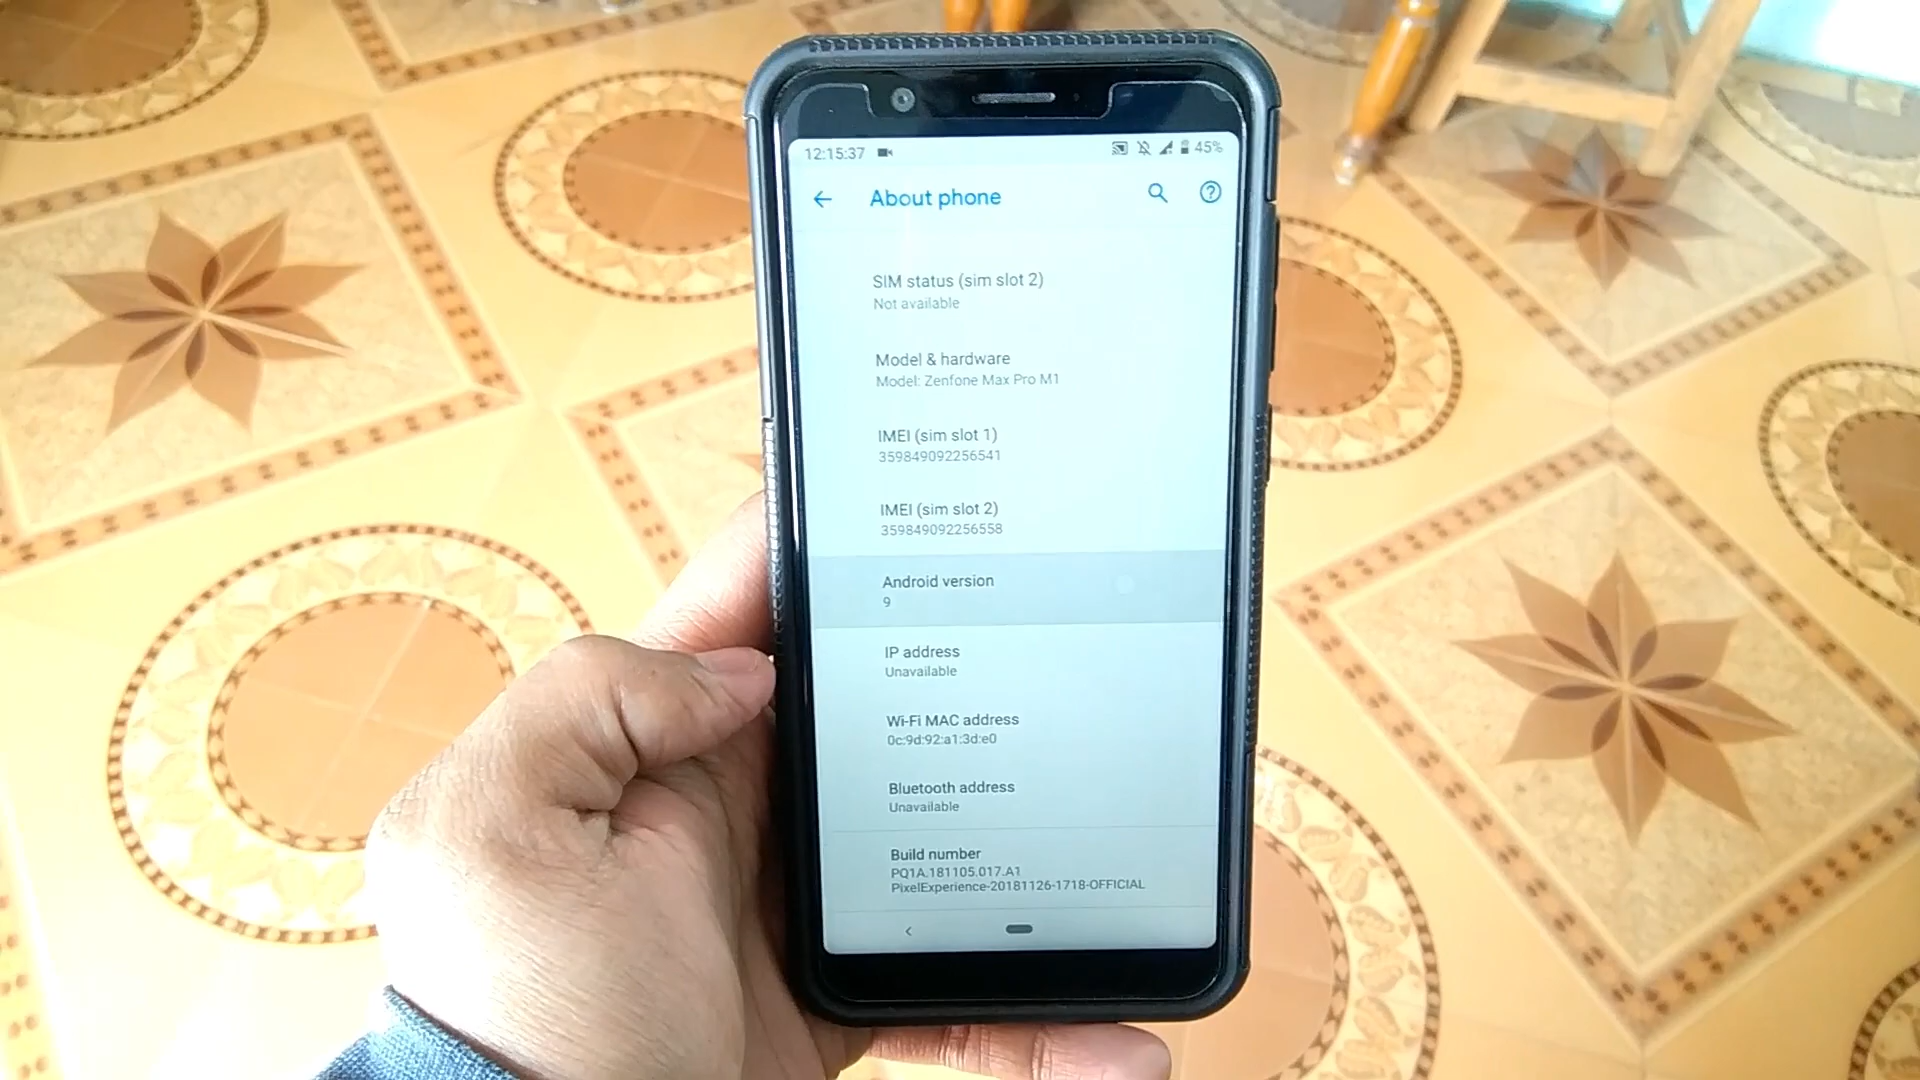 12:15:37 45%
About phone
SIM status (sim slot 2)
Not available
Model & hardware
Model: Zenfone Max Pro M1
IMEI (sim slot 1)
359849092256541
IMEI (sim slot 2)
359849092256558
Android version
9
IP address
Unavailable
Wi-Fi MAC address
0c:9d:92:a1:3d:e0
Bluetooth address
Unavailable
Build number
PQ1A.181105.017.A1
PixelExperience-20181126-1718-OFFICIAL